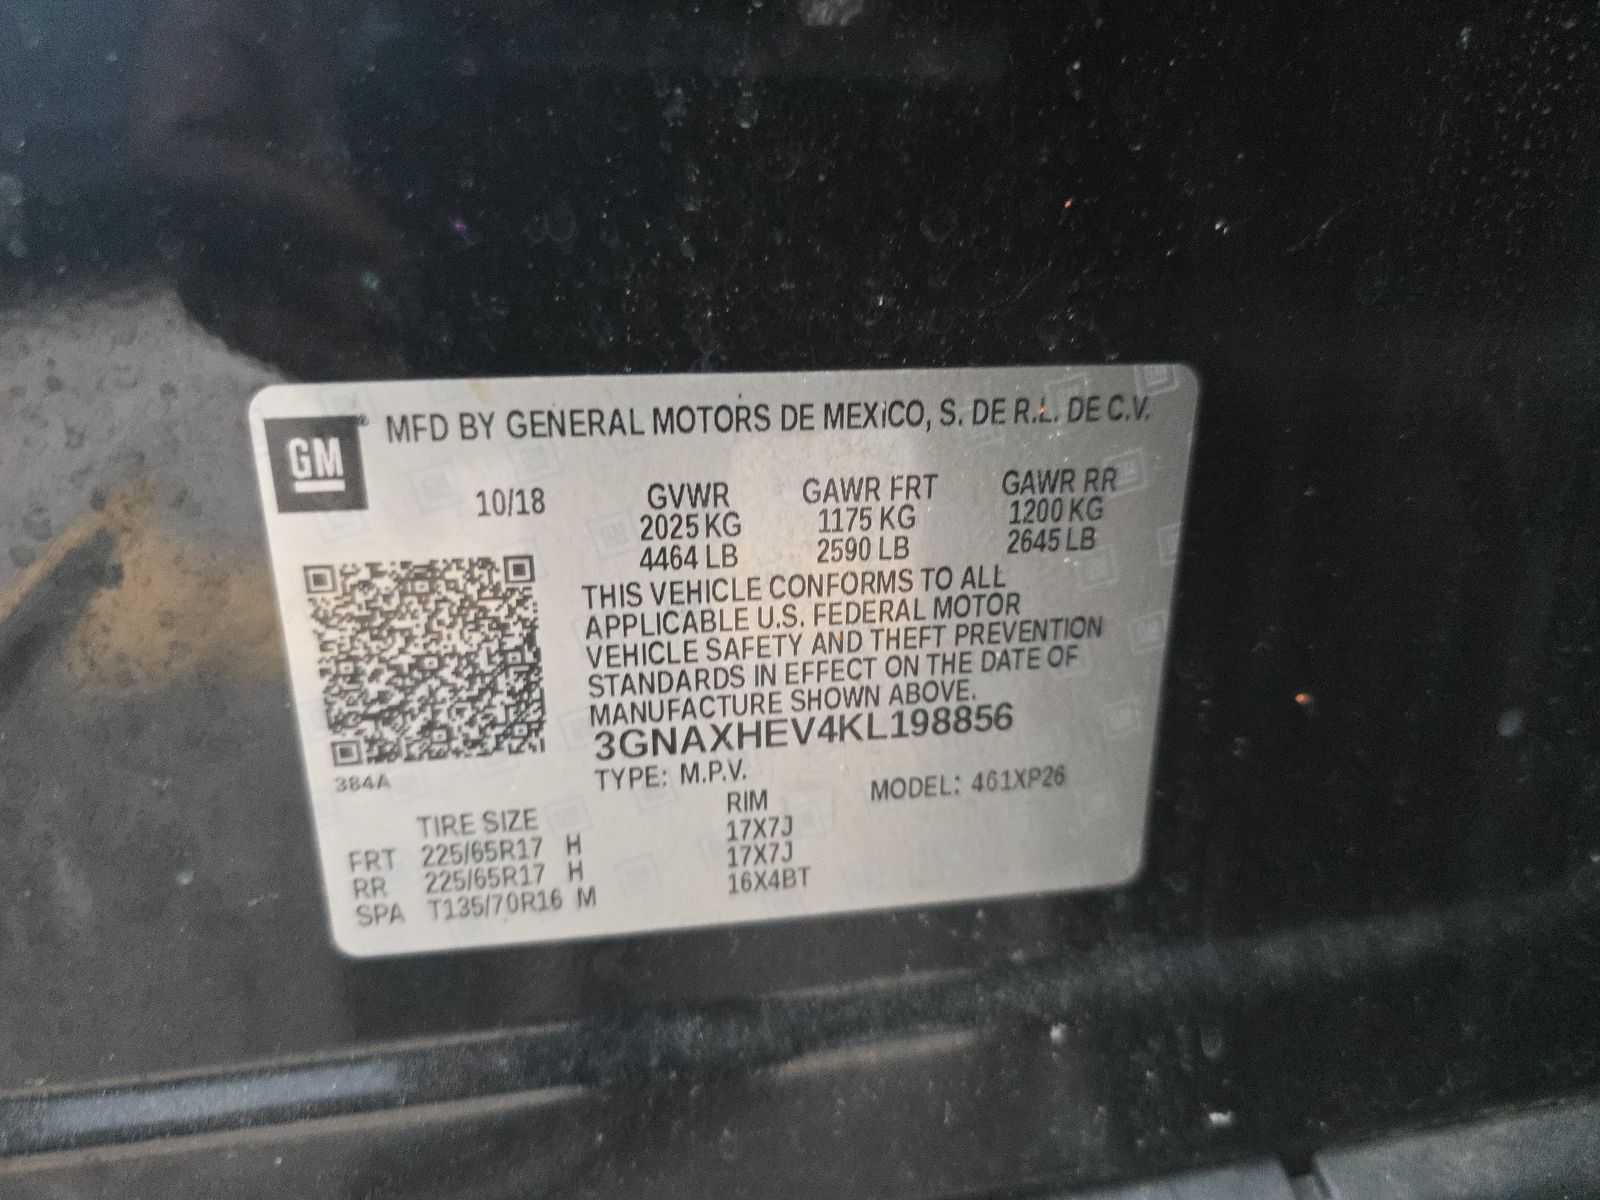 GM ® MFD BY GENERAL MOTORS DE MEXICO, S. DE R.L. DE C.V.
10/18 GVWR GAWR FRT GAWR RR
2025 KG 1175 KG 1200 KG
4464 LB 2590 LB 2645 LB
THIS VEHICLE CONFORMS TO ALL
APPLICABLE U.S. FEDERAL MOTOR
VEHICLE SAFETY AND THEFT PREVENTION
STANDARDS IN EFFECT ON THE DATE OF
MANUFACTURE SHOWN ABOVE.
3GNAXHEV4KL198856
384A TYPE: M.P.V. MODEL: 461XP26
TIRE SIZE RIM
FRT 225/65R17 H 17X7J
RR 225/65R17 H 17X7J
SPA T135/70R16 M 16X4BT